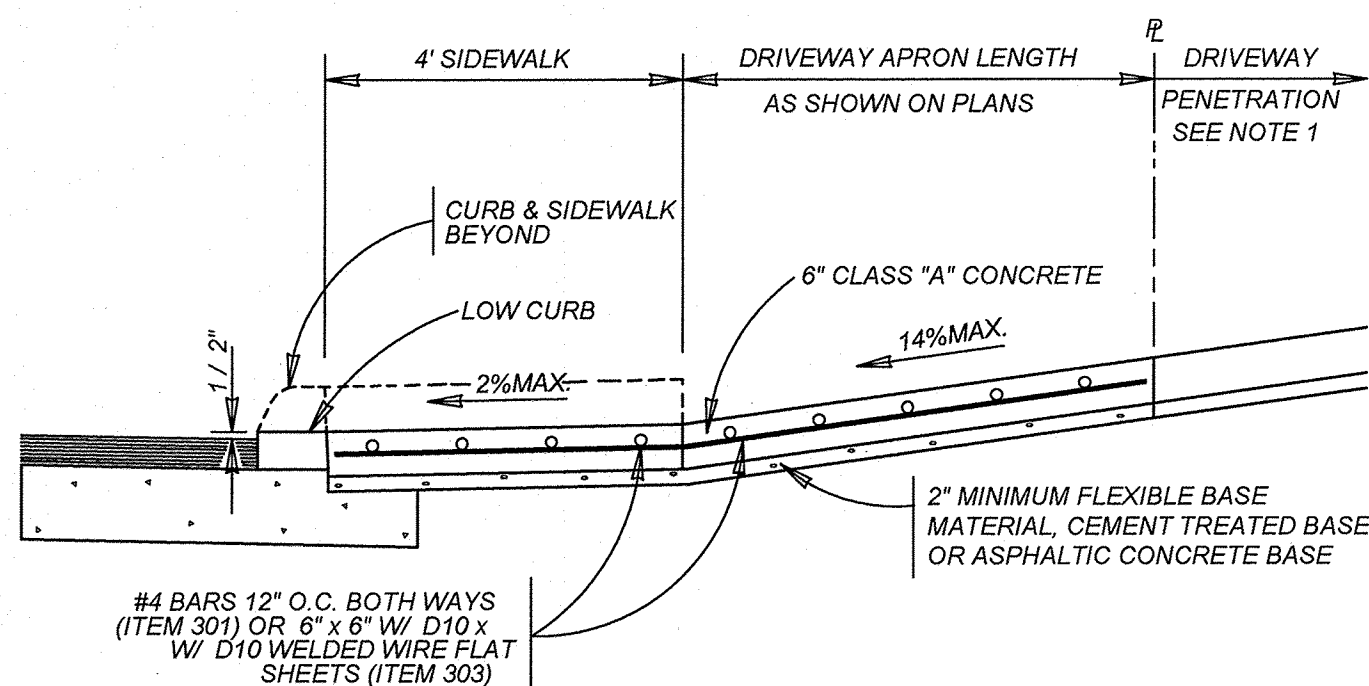 ℄
4' SIDEWALK
DRIVEWAY APRON LENGTH
AS SHOWN ON PLANS
DRIVEWAY
PENETRATION
SEE NOTE 1
CURB & SIDEWALK
BEYOND
LOW CURB
6" CLASS "A" CONCRETE
14%MAX.
2%MAX.
1 / 2"
2" MINIMUM FLEXIBLE BASE
MATERIAL, CEMENT TREATED BASE
OR ASPHALTIC CONCRETE BASE
#4 BARS 12" O.C. BOTH WAYS
(ITEM 301) OR 6" x 6" W/ D10 x
W/ D10 WELDED WIRE FLAT
SHEETS (ITEM 303)